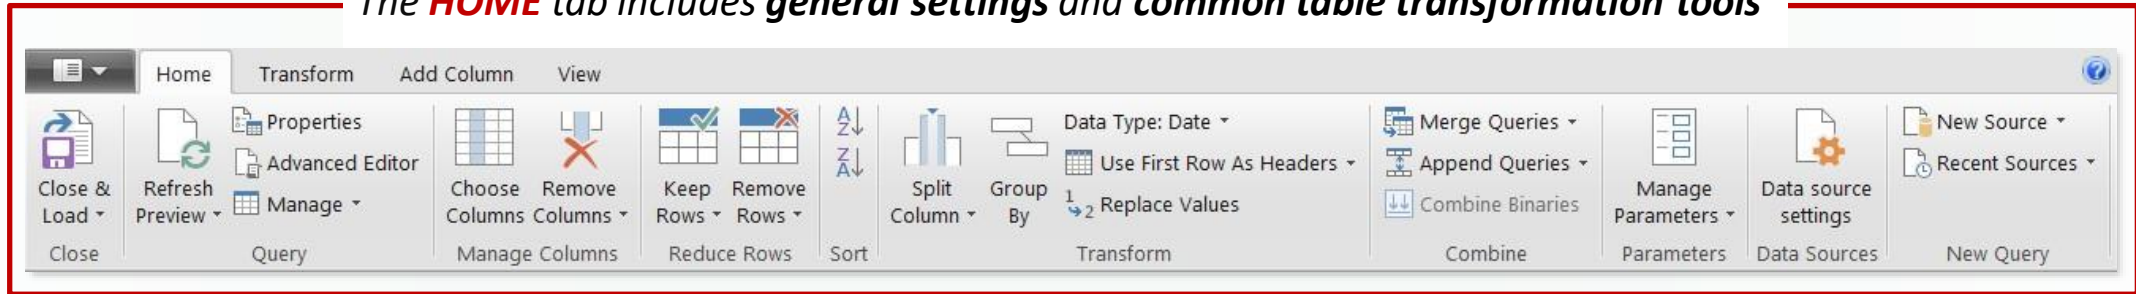 The HOME tab includes general settings and common table transformation tools
Home Transform Add Column View
Close & Load
Refresh Preview
Properties
Advanced Editor
Manage
Choose Columns
Remove Columns
Keep Rows
Remove Rows
A Z
Z A
Split Column
Group By
Data Type: Date
Use First Row As Headers
1 2 Replace Values
Merge Queries
Append Queries
Combine Binaries
Manage Parameters
Data source settings
New Source
Recent Sources
Close Query Manage Columns Reduce Rows Sort Transform Combine Parameters Data Sources New Query